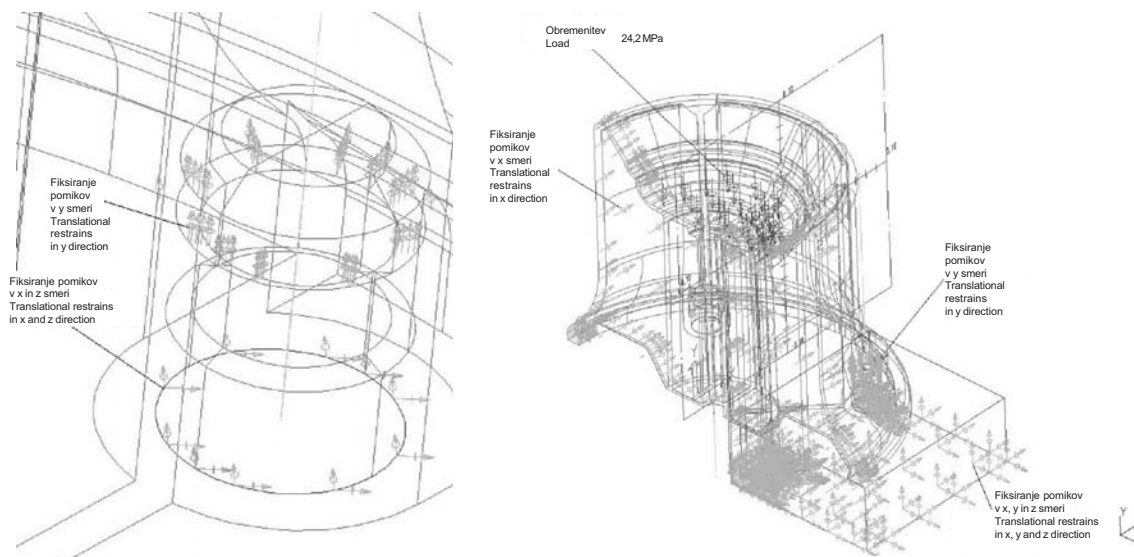 Fiksiranje
pomikov
v y smeri
Translational
restrains
in y direction
Fiksiranje pomikov
v x in z smeri
Translational restrains
in x and z direction
Obremenitev
Load
24,2 MPa
Fiksiranje
pomikov
v x smeri
Translational
restrains
in x direction
Fiksiranje
pomikov
v y smeri
Translational
restrains
in y direction
Fiksiranje pomikov
v x, y in z smeri
Translational restrains
in x, y and z direction
Y